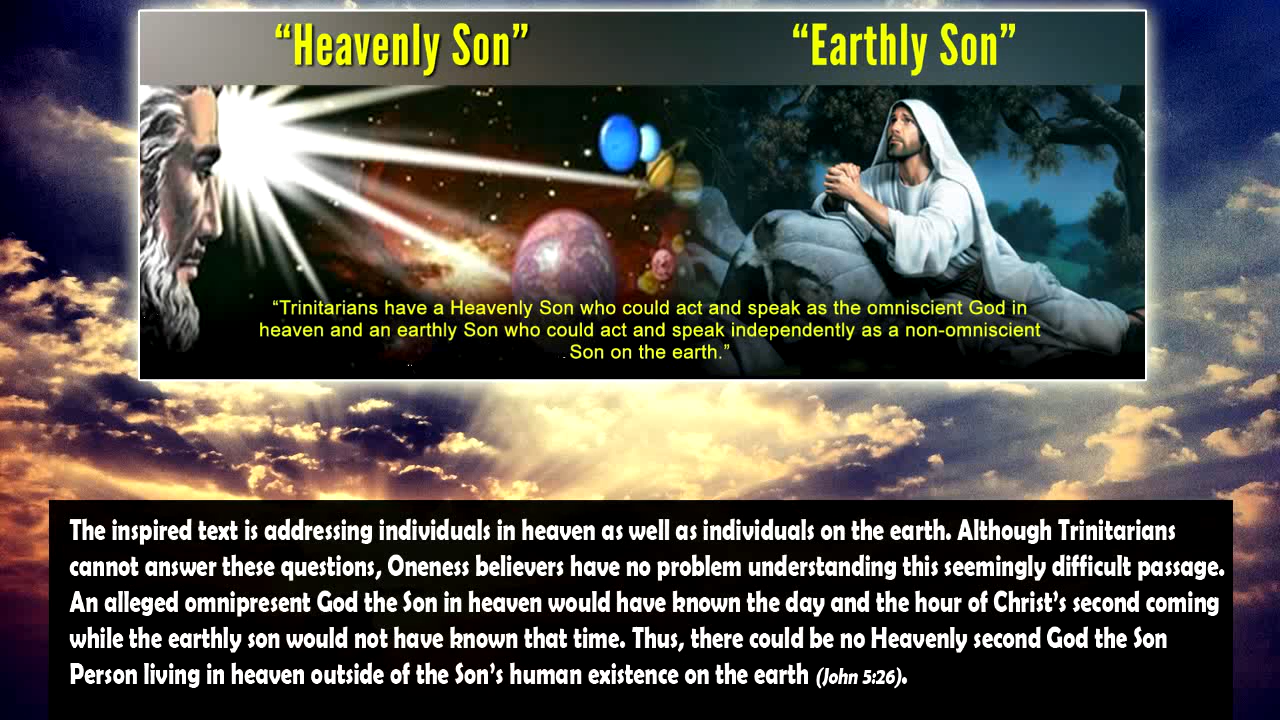 “Heavenly Son” “Earthly Son”
“Trinitarians have a Heavenly Son who could act and speak as the omniscient God in
heaven and an earthly Son who could act and speak independently as a non-omniscient
Son on the earth.”
The inspired text is addressing individuals in heaven as well as individuals on the earth. Although Trinitarians
cannot answer these questions, Oneness believers have no problem understanding this seemingly difficult passage.
An alleged omnipresent God the Son in heaven would have known the day and the hour of Christ’s second coming
while the earthly son would not have known that time. Thus, there could be no Heavenly second God the Son
Person living in heaven outside of the Son’s human existence on the earth (John 5:26).